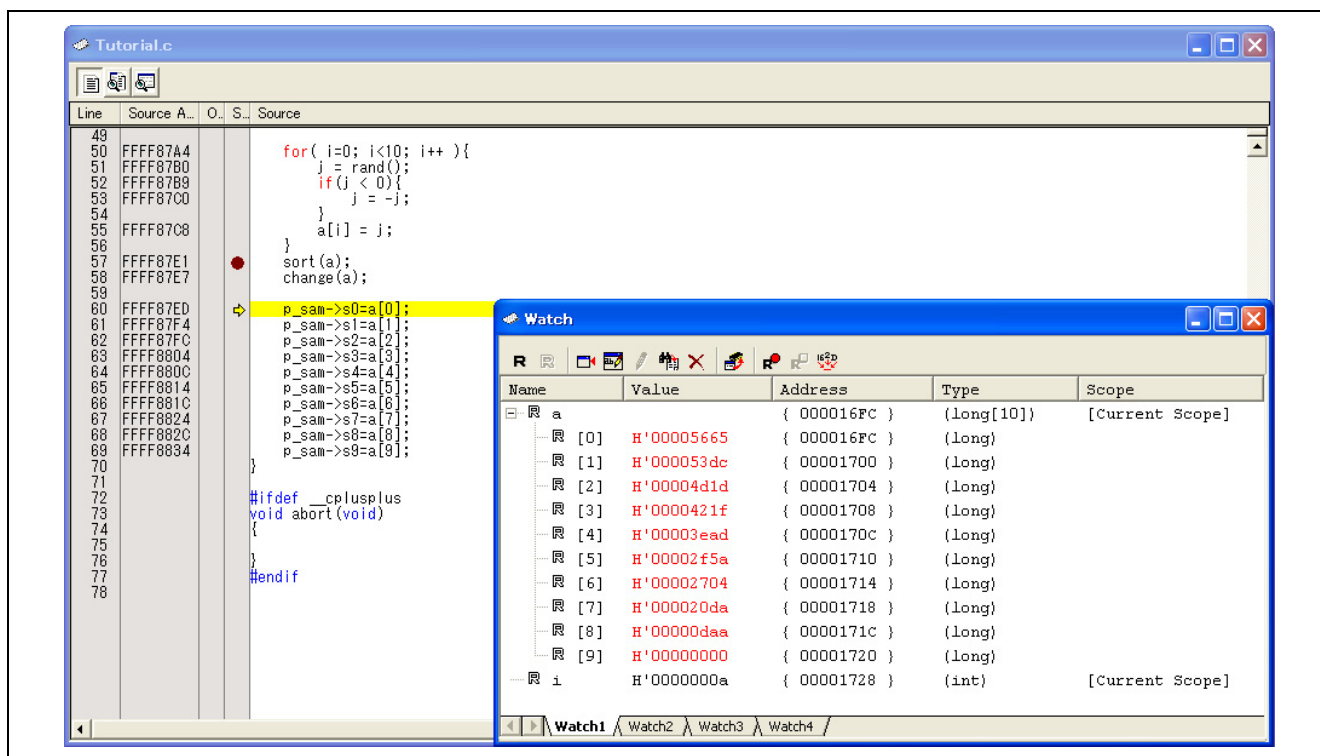 Tutorial.c
Line Source A... O.. S.. Source
49
50 FFFF87A4 for( i=0; i<10; i++ ){
51 FFFF87B0 j = rand();
52 FFFF87B9 if(j < 0){
53 FFFF87C0 j = -j;
54 }
55 FFFF87C8 a[i] = j;
56 }
57 FFFF87E1 sort(a);
58 FFFF87E7 change(a);
59
60 FFFF87ED p_sam->s0=a[0];
61 FFFF87F4 p_sam->s1=a[1];
62 FFFF87FC p_sam->s2=a[2];
63 FFFF8804 p_sam->s3=a[3];
64 FFFF880C p_sam->s4=a[4];
65 FFFF8814 p_sam->s5=a[5];
66 FFFF881C p_sam->s6=a[6];
67 FFFF8824 p_sam->s7=a[7];
68 FFFF882C p_sam->s8=a[8];
69 FFFF8834 p_sam->s9=a[9];
70 }
71
72 #ifdef __cplusplus
73 void abort(void)
74 {
75
76 }
77 #endif
78
Watch
R R R R 16 2 D
Name Value Address Type Scope
R a { 000016FC } (long[10]) [Current Scope]
R [0] H'00005665 { 000016FC } (long)
R [1] H'000053dc { 00001700 } (long)
R [2] H'00004d1d { 00001704 } (long)
R [3] H'0000421f { 00001708 } (long)
R [4] H'00003ead { 0000170C } (long)
R [5] H'00002f5a { 00001710 } (long)
R [6] H'00002704 { 00001714 } (long)
R [7] H'000020da { 00001718 } (long)
R [8] H'00000daa { 0000171C } (long)
R [9] H'00000000 { 00001720 } (long)
R i H'0000000a { 00001728 } (int) [Current Scope]
Watch1 Watch2 Watch3 Watch4